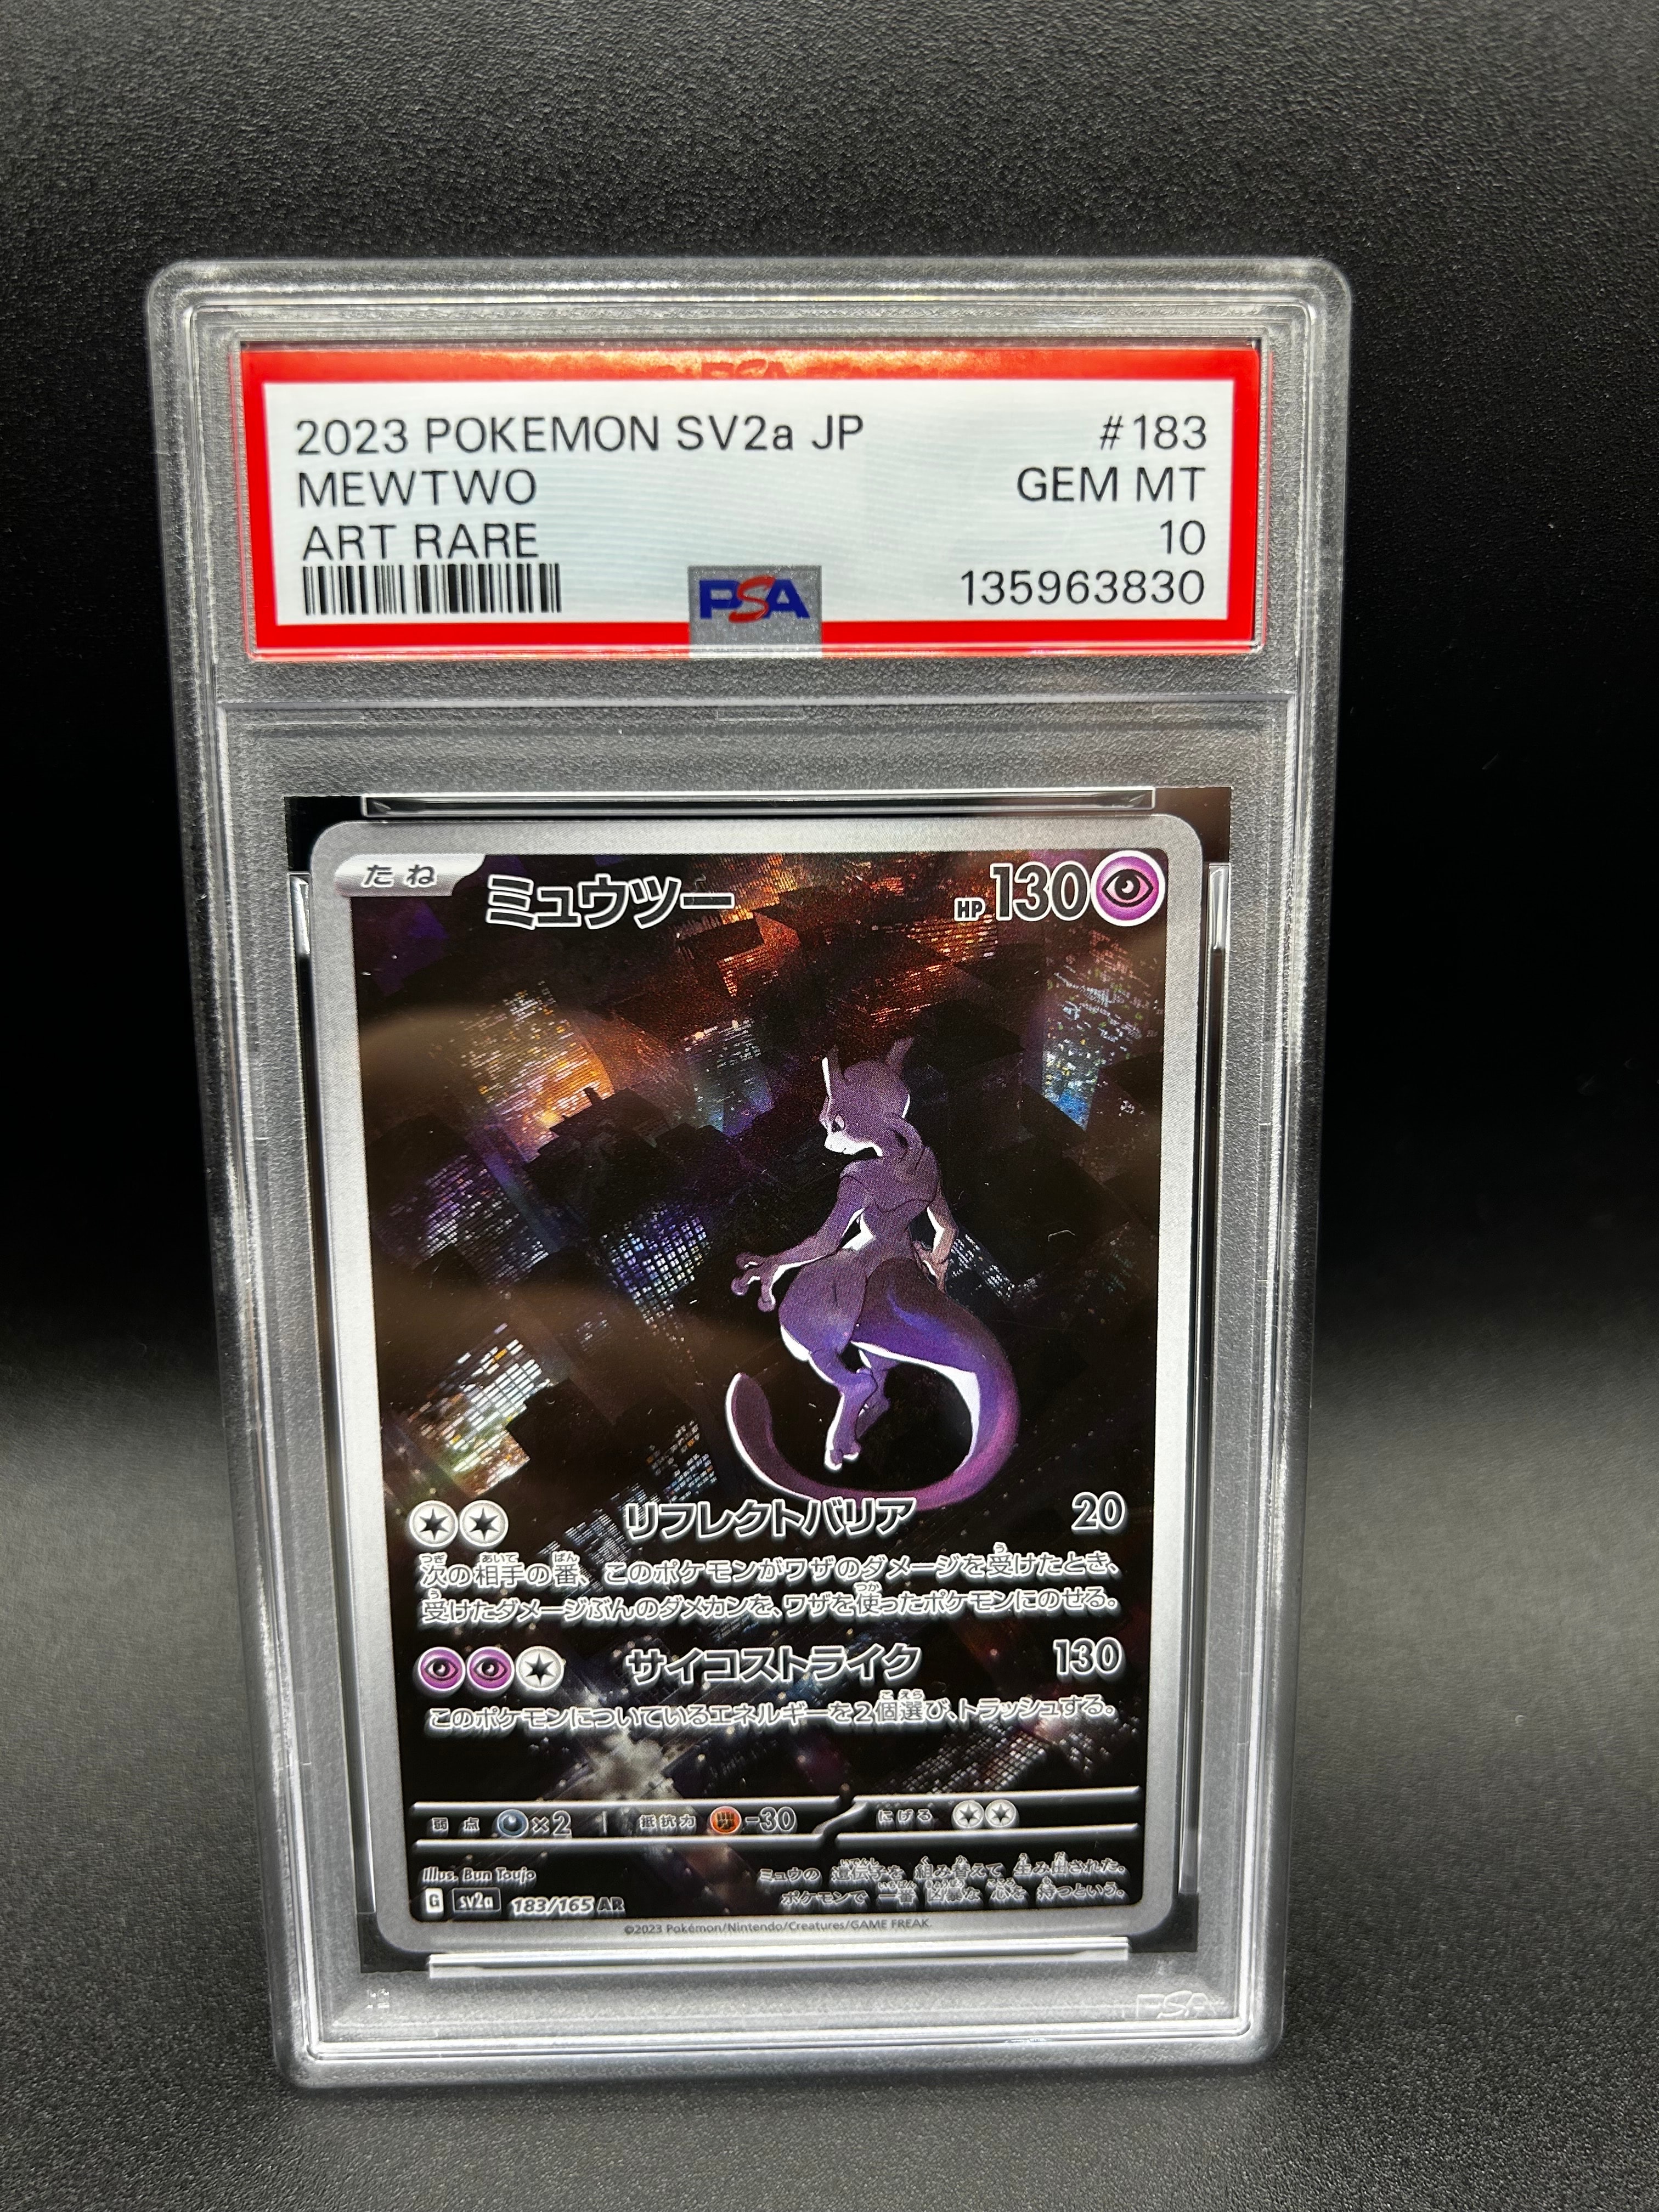 PSA
2023 POKEMON SV2a JP #183
MEWTWO GEM MT
ART RARE 10
PSA 135963830
たね ミュウツー HP 130
リフレクトバリア 20
次の相手の番、このポケモンがワザのダメージを受けたとき、
受けたダメージぶんのダメカンを、ワザを使ったポケモンにのせる。
サイコストライク 130
このポケモンについているエネルギーを2個選び、トラッシュする。
弱点 ×2 抵抗力 -30 にげる
Illus. Bun Toujo
ミュウの 遺伝子を 組み替えて 生み出された。
ポケモンで 一番 凶暴な 心を 持つという。
G sv2a 183/165 AR
©2023 Pokémon/Nintendo/Creatures/GAME FREAK
PSA